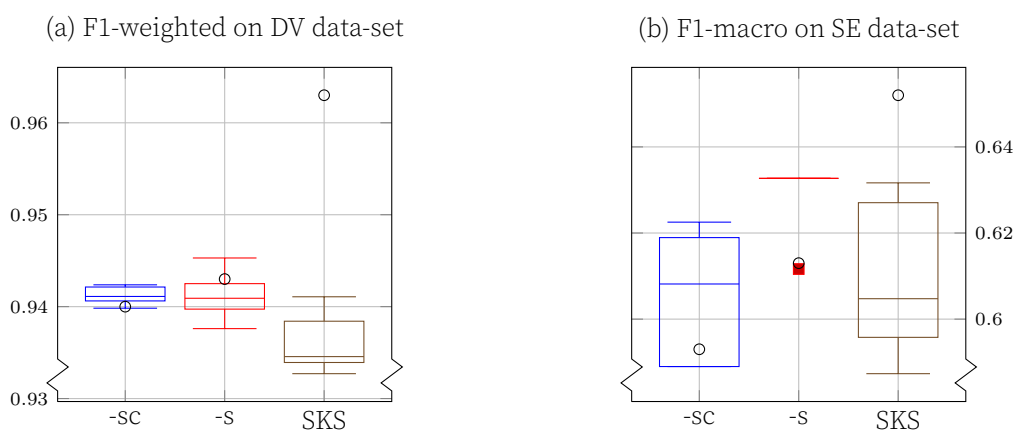 (a) F1-weighted on DV data-set
0.96
0.95
0.94
0.93
-sc
-s
SKS
(b) F1-macro on SE data-set
0.64
0.62
0.6
-sc
-s
SKS